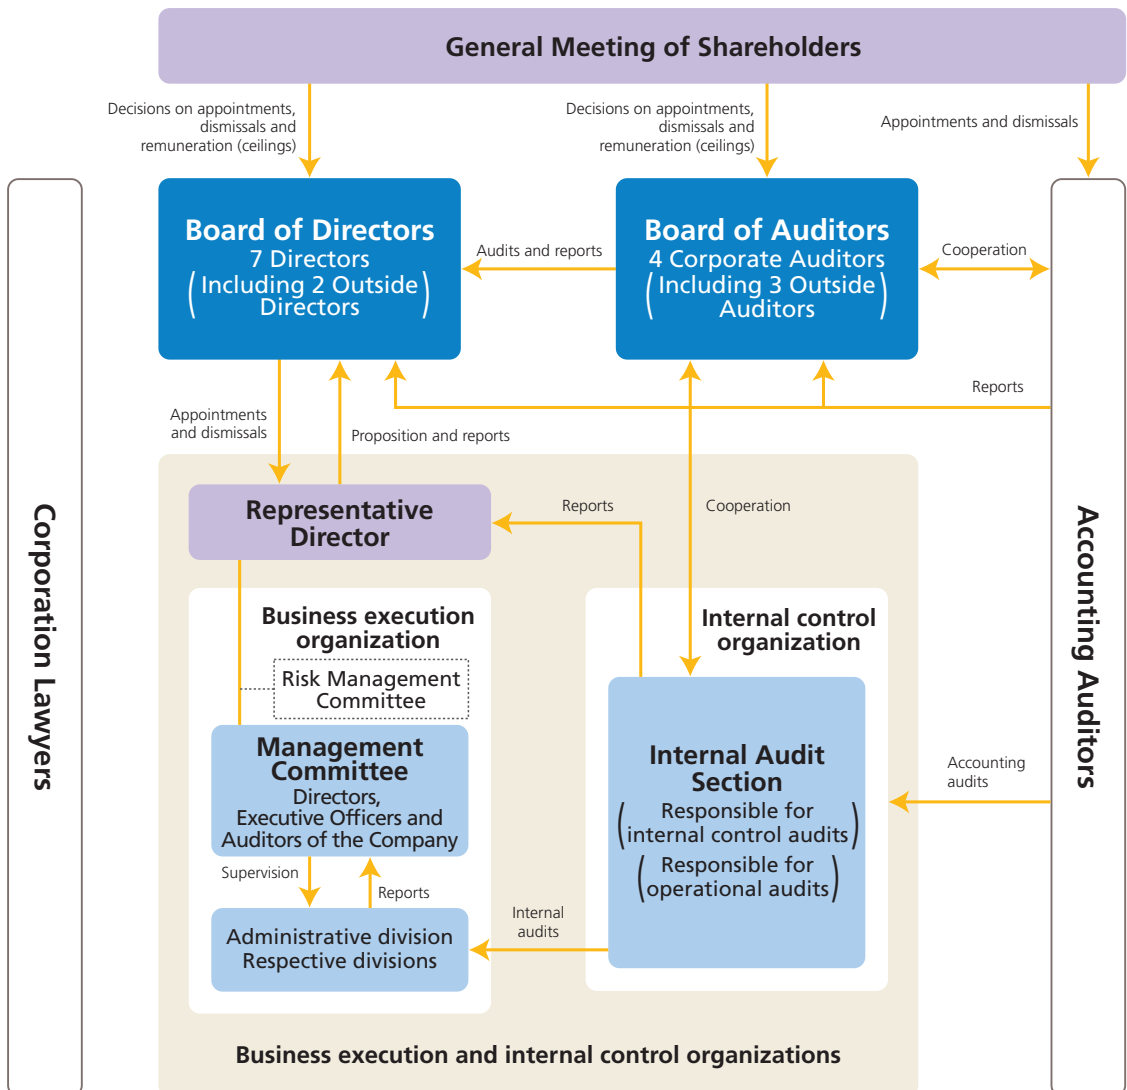 General Meeting of Shareholders
Decisions on appointments,
dismissals and
remuneration (ceilings)
Decisions on appointments,
dismissals and
remuneration (ceilings)
Appointments and dismissals
Corporation Lawyers
Board of Directors
7 Directors
(Including 2 Outside
Directors)
Audits and reports
Board of Auditors
4 Corporate Auditors
(Including 3 Outside
Auditors)
Cooperation
Accounting Auditors
Reports
Appointments
and dismissals
Proposition and reports
Representative
Director
Reports
Cooperation
Business execution
organization
Risk Management
Committee
Management
Committee
Directors,
Executive Officers and
Auditors of the Company
Supervision
Reports
Administrative division
Respective divisions
Internal control
organization
Internal Audit
Section
(Responsible for
internal control audits)
(Responsible for
operational audits)
Accounting
audits
Internal
audits
Business execution and internal control organizations